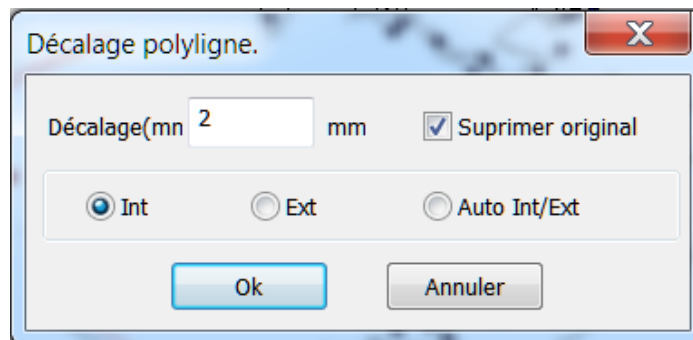 Décalage polyligne.
Décalage(mn 2 mm Suprimer original
Int Ext Auto Int/Ext
Ok Annuler